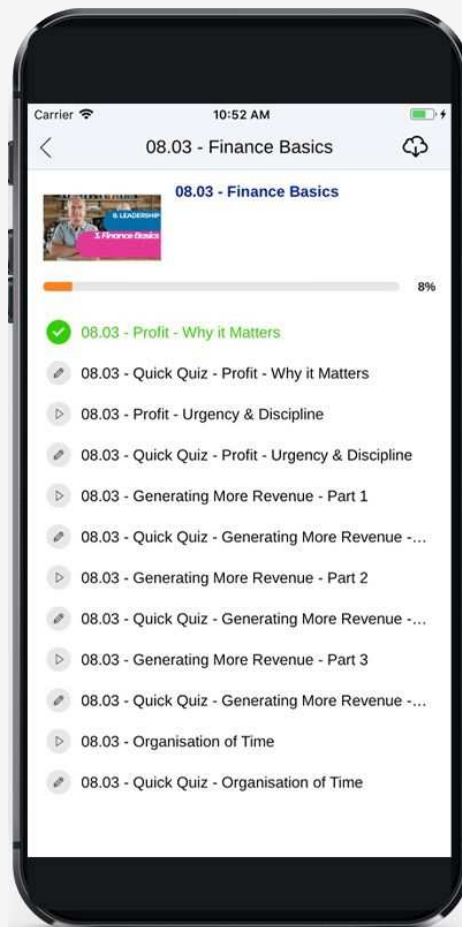 Carrier 10:52 AM
08.03 - Finance Basics
08.03 - Finance Basics
8. LEADERSHIP
3. Finance Basics
8%
08.03 - Profit - Why it Matters
08.03 - Quick Quiz - Profit - Why it Matters
08.03 - Profit - Urgency & Discipline
08.03 - Quick Quiz - Profit - Urgency & Discipline
08.03 - Generating More Revenue - Part 1
08.03 - Quick Quiz - Generating More Revenue -...
08.03 - Generating More Revenue - Part 2
08.03 - Quick Quiz - Generating More Revenue -...
08.03 - Generating More Revenue - Part 3
08.03 - Quick Quiz - Generating More Revenue -...
08.03 - Organisation of Time
08.03 - Quick Quiz - Organisation of Time